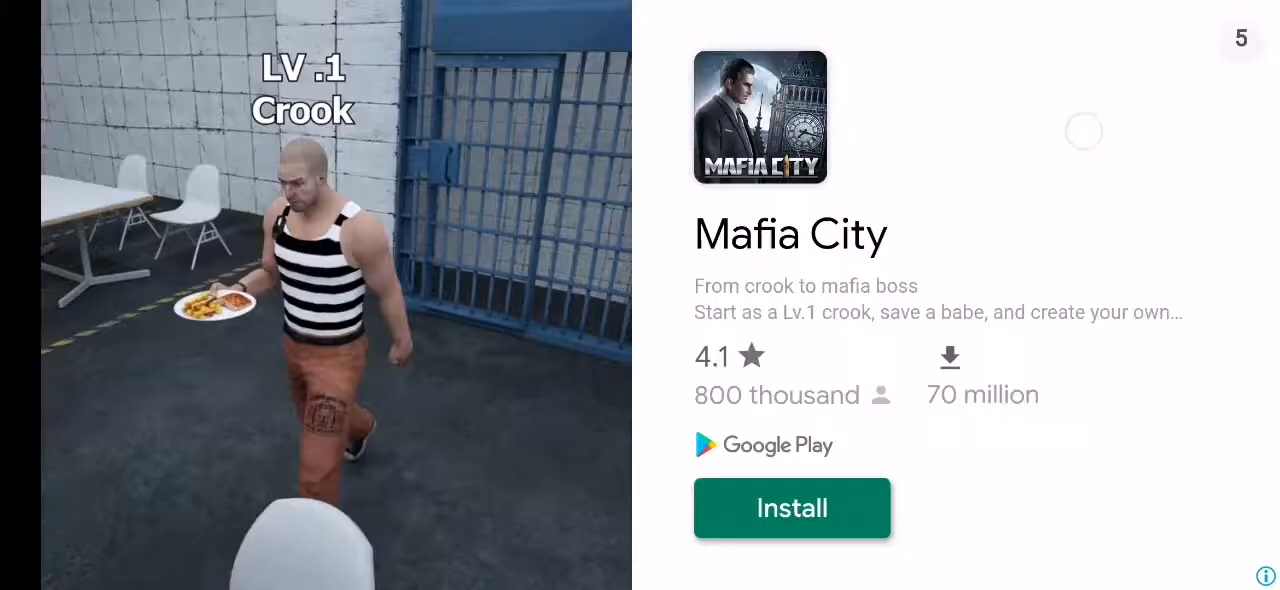 LV .1
Crook
5
MAFIA CITY
Mafia City
From crook to mafia boss
Start as a Lv.1 crook, save a babe, and create your own...
4.1
800 thousand
70 million
Google Play
Install